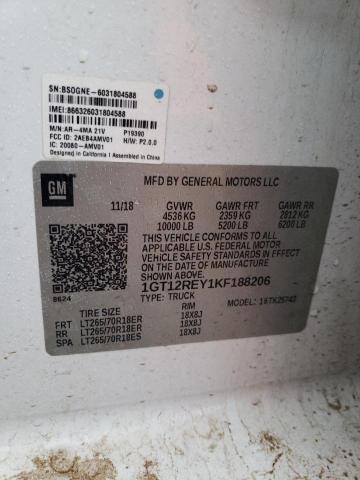 SN:BSOGNE-6031804588
IMEI:866326031804588
M/N:AR-4MA 21V P19390
FCC ID: 2AEB4AMV01 H/W: P2.0.0
IC: 20080-AMV01
Designed in California | Assembled in China
GM
MFD BY GENERAL MOTORS LLC
11/18 GVWR GAWR FRT GAWR RR
4536 KG 2359 KG 2812 KG
10000 LB 5200 LB 6200 LB
THIS VEHICLE CONFORMS TO ALL
APPLICABLE U.S. FEDERAL MOTOR
VEHICLE SAFETY STANDARDS IN EFFECT
ON THE DATE OF MANUFACTURE
SHOWN ABOVE.
1GT12REY1KF188206
8624
TYPE: TRUCK MODEL:
TIRE SIZE RIM
FRT LT265/70R18ER 18X8J
RR LT265/70R18ER 18X8J
SPA LT265/70R18ES 18X8J